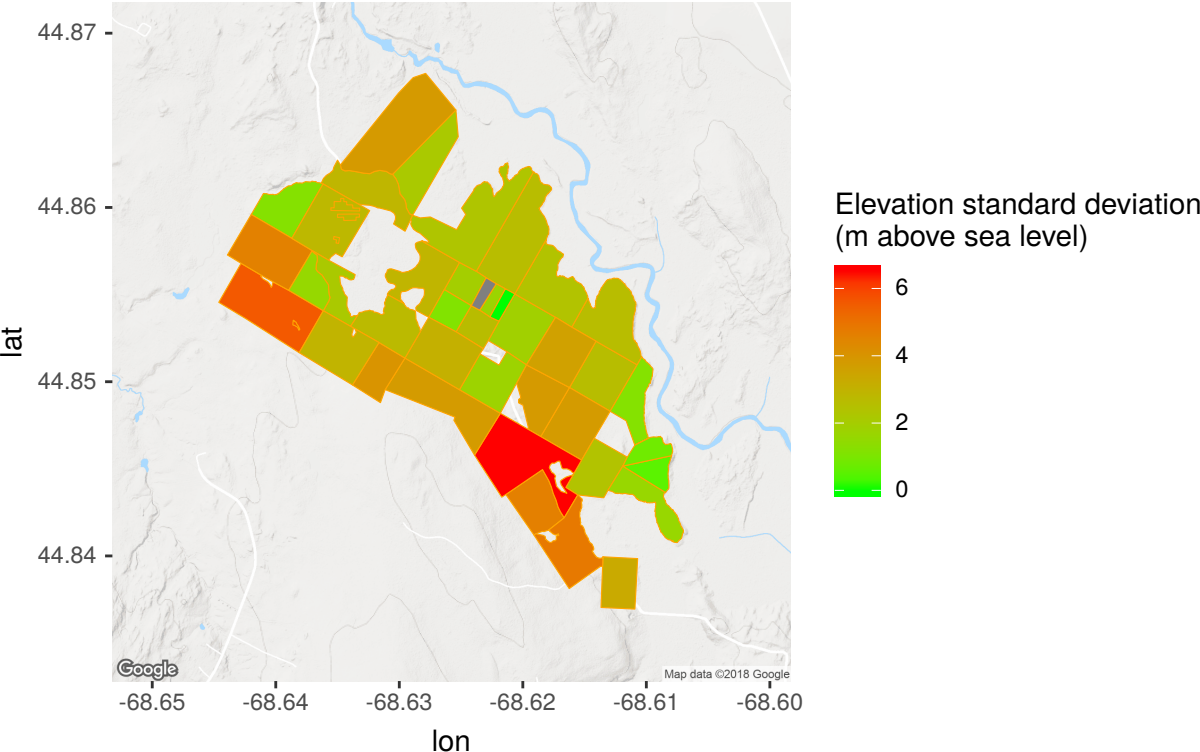 44.87
44.86
44.85
44.84
lat
-68.65 -68.64 -68.63 -68.62 -68.61 -68.60
lon
Google
Map data ©2018 Google
Elevation standard deviation
(m above sea level)
6
4
2
0